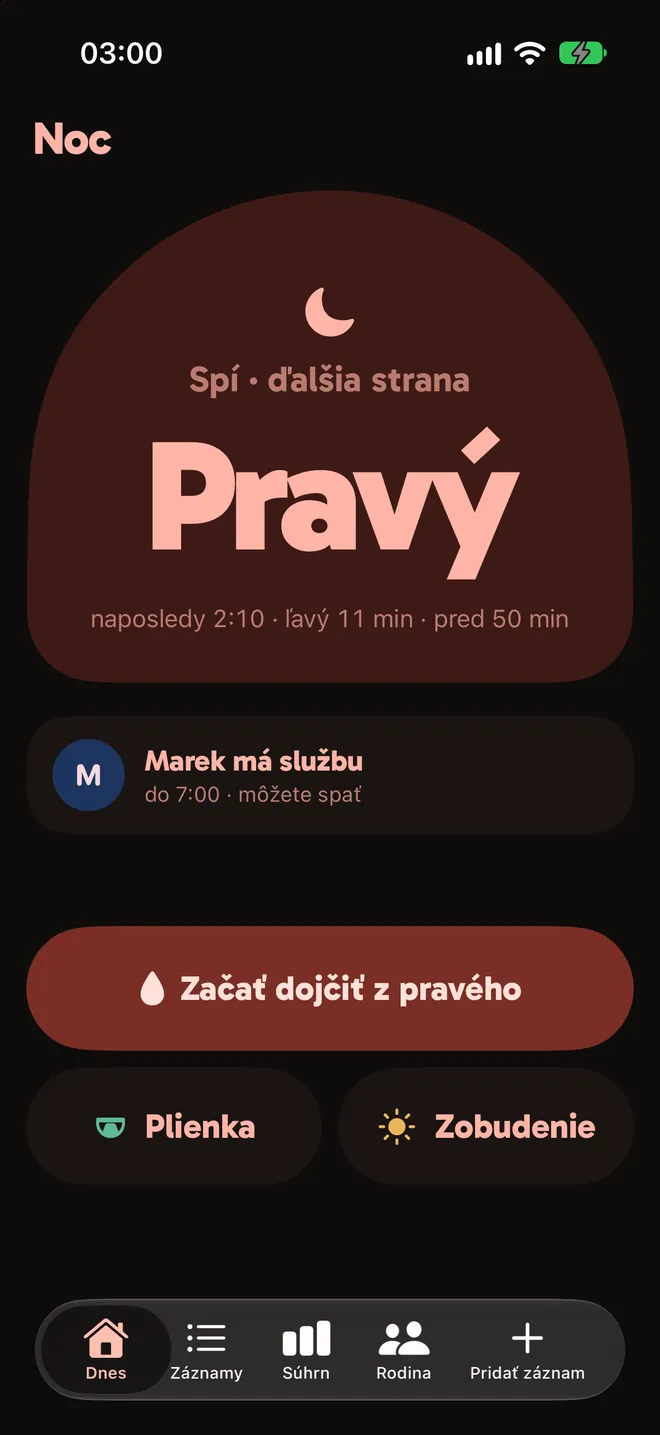 03:00
Noc
Spí · ďalšia strana
Pravý
naposledy 2:10 · ľavý 11 min · pred 50 min
M
Marek má službu
do 7:00 · môžete spať
Začať dojčiť z pravého
Plienka
Zobudenie
Dnes
Záznamy
Súhrn
Rodina
Pridať záznam